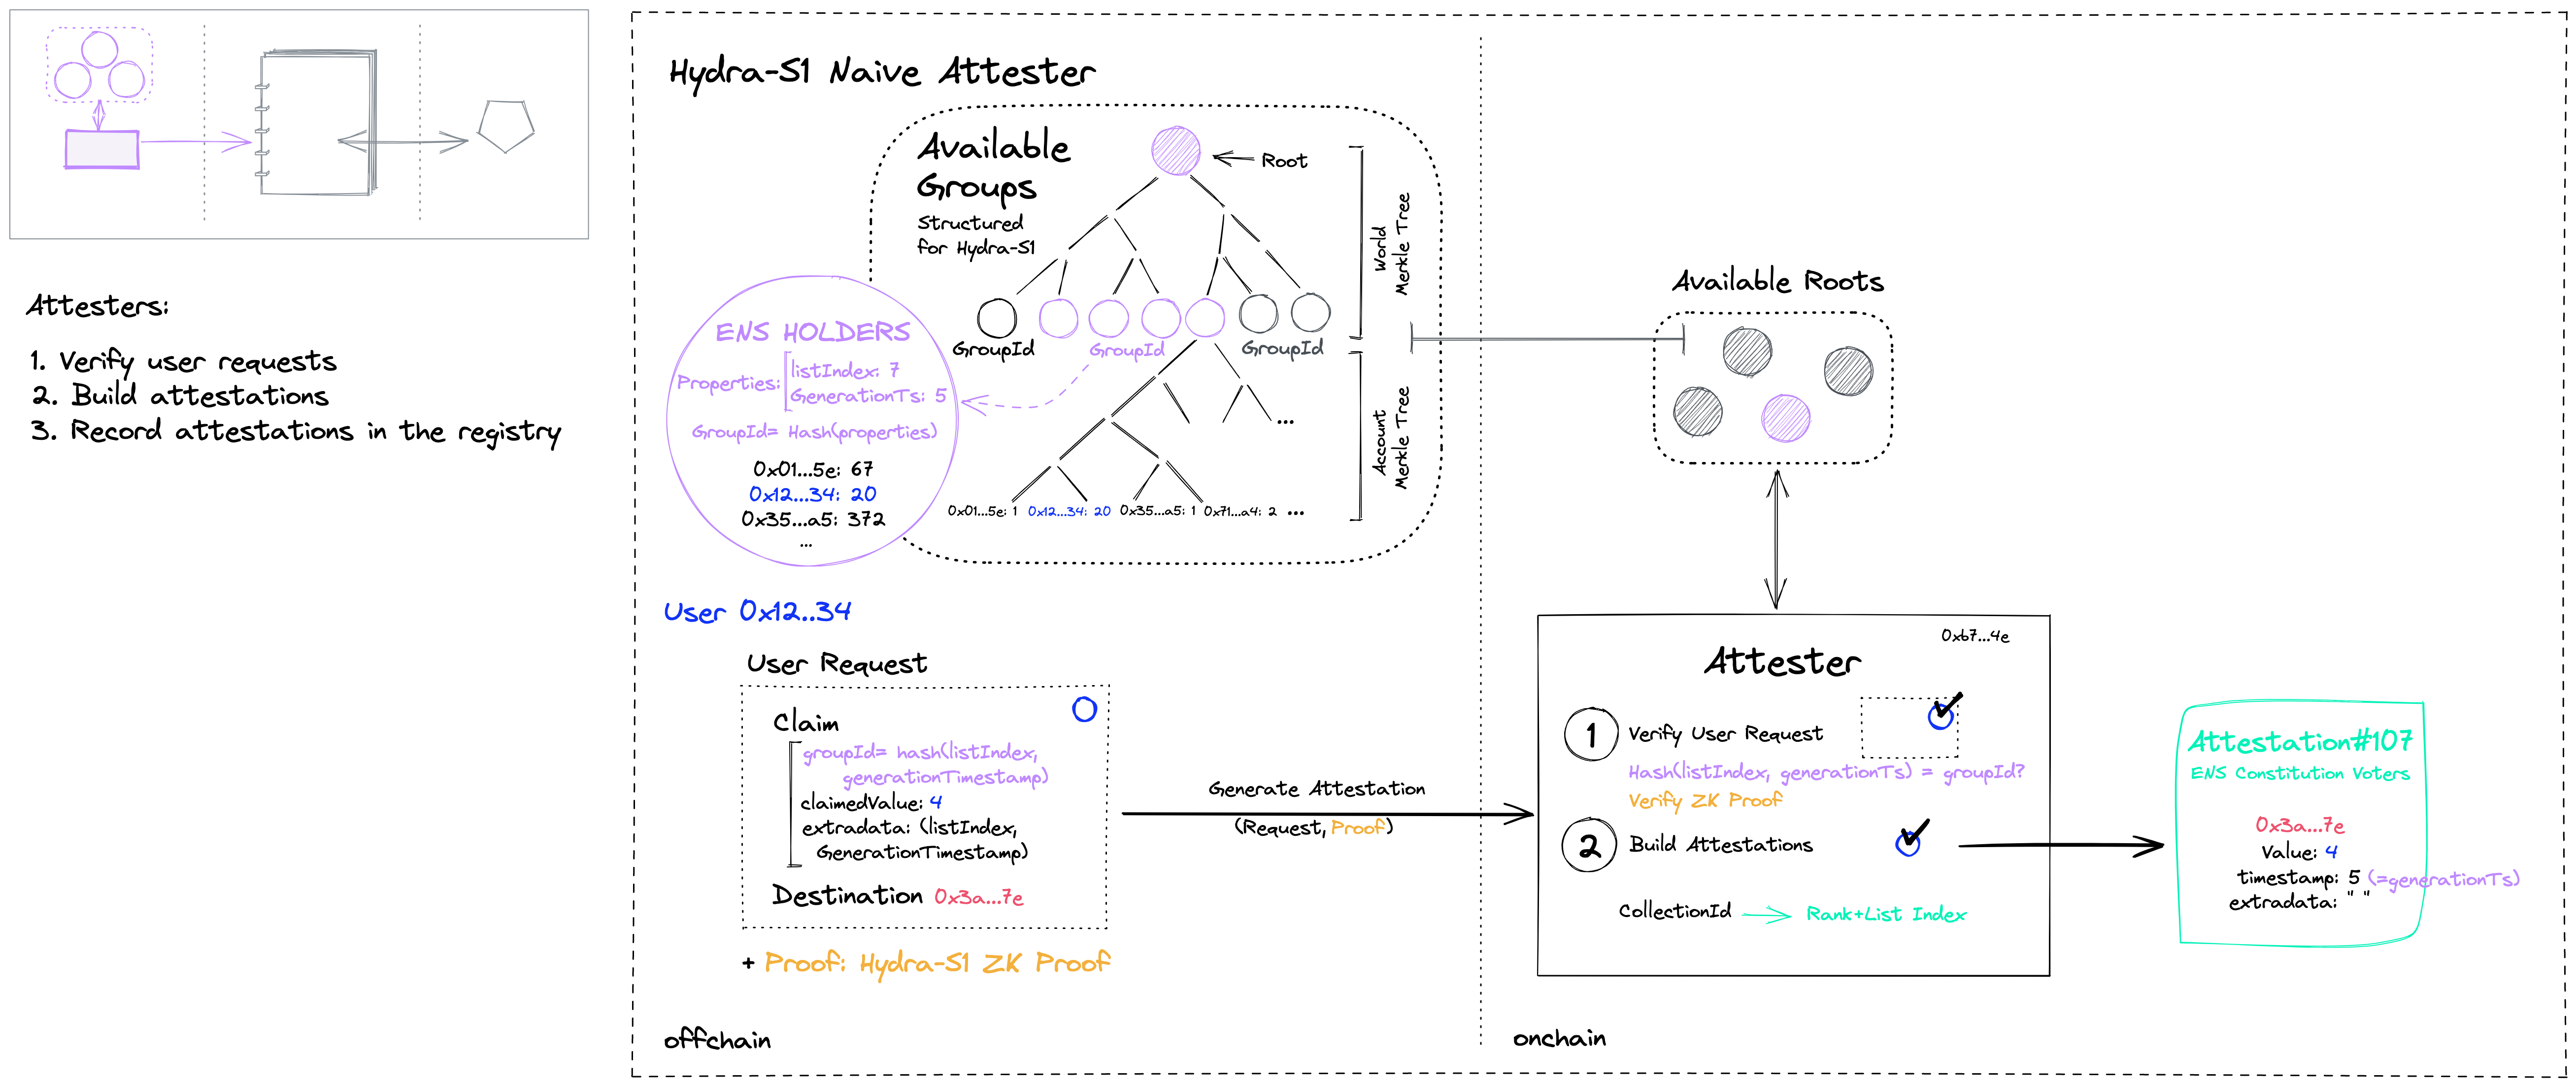 Attesters:
1. Verify user requests
2. Build attestations
3. Record attestations in the registry
Hydra-S1 Naive Attester
Available
Groups
Structured
for Hydra-S1
Root
World
Merkle Tree
Account
Merkle Tree
GroupId
GroupId
GroupId
...
0x01...5e: 1
0x12...34: 20
0x35...a5: 1
0x71...a4: 2
...
ENS HOLDERS
Properties:
listIndex: 7
GenerationTs: 5
GroupId= Hash(properties)
0x01...5e: 67
0x12...34: 20
0x35...a5: 372
...
User 0x12..34
User Request
Claim
groupId= hash(listIndex,
generationTimestamp)
claimedValue: 4
extradata: (listIndex,
GenerationTimestamp)
Destination 0x3a...7e
+ Proof: Hydra-S1 ZK Proof
offchain
Generate Attestation
(Request, Proof)
Available Roots
0xb7...4e
Attester
1 Verify User Request
Hash(listIndex, generationTs) = groupId?
Verify ZK Proof
2 Build Attestations
CollectionId
Rank+List Index
onchain
Attestation#107
ENS Constitution Voters
0x3a...7e
Value: 4
timestamp: 5 (=generationTs)
extradata: " "